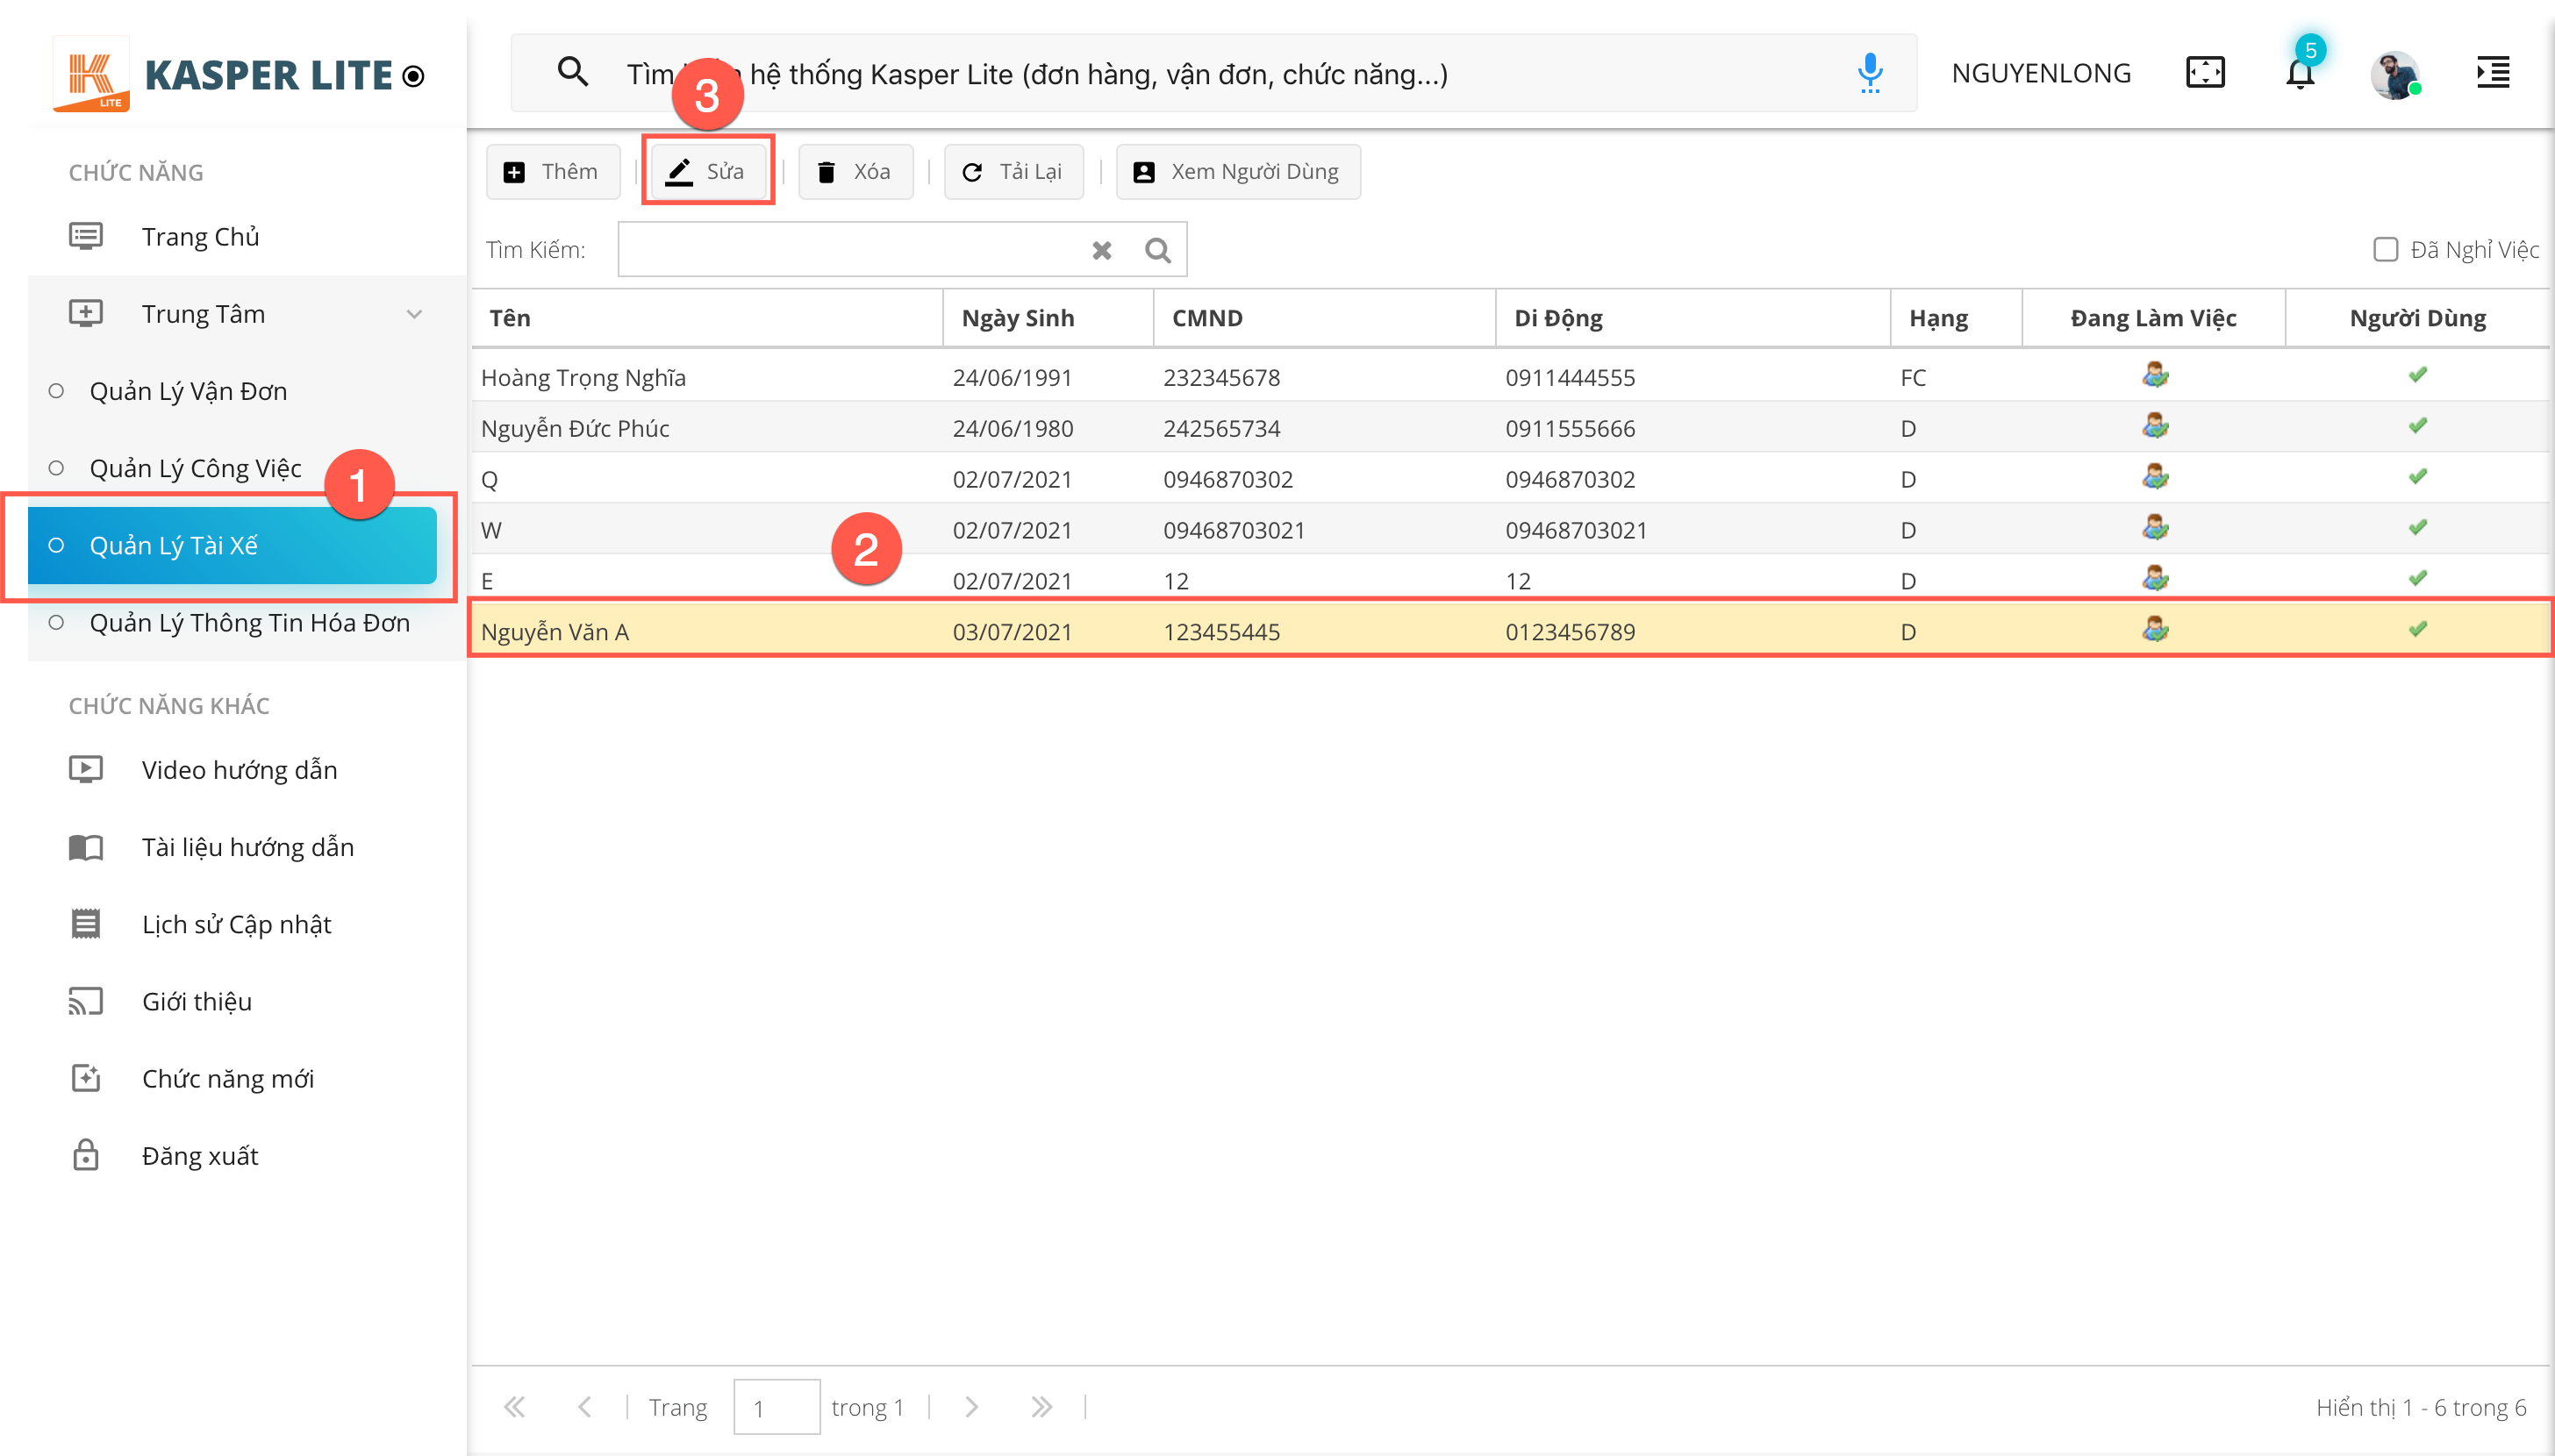 LITE
KASPER LITE
Tìm hệ thống Kasper Lite (đơn hàng, vận đơn, chức năng...)
NGUYENLONG
5
3
CHỨC NĂNG
Trang Chủ
Trung Tâm
Quản Lý Vận Đơn
Quản Lý Công Việc
1
Quản Lý Tài Xế
Quản Lý Thông Tin Hóa Đơn
CHỨC NĂNG KHÁC
Video hướng dẫn
Tài liệu hướng dẫn
Lịch sử Cập nhật
Giới thiệu
Chức năng mới
Đăng xuất
Thêm Sửa Xóa Tải Lại Xem Người Dùng
Tìm Kiếm: Đã Nghỉ Việc
Tên Ngày Sinh CMND Di Động Hạng Đang Làm Việc Người Dùng
Hoàng Trọng Nghĩa 24/06/1991 232345678 0911444555 FC
Nguyễn Đức Phúc 24/06/1980 242565734 0911555666 D
Q 02/07/2021 0946870302 0946870302 D
W 02/07/2021 09468703021 09468703021 D
2
E 02/07/2021 12 12 D
Nguyễn Văn A 03/07/2021 123455445 0123456789 D
Trang 1 trong 1
Hiển thị 1 - 6 trong 6